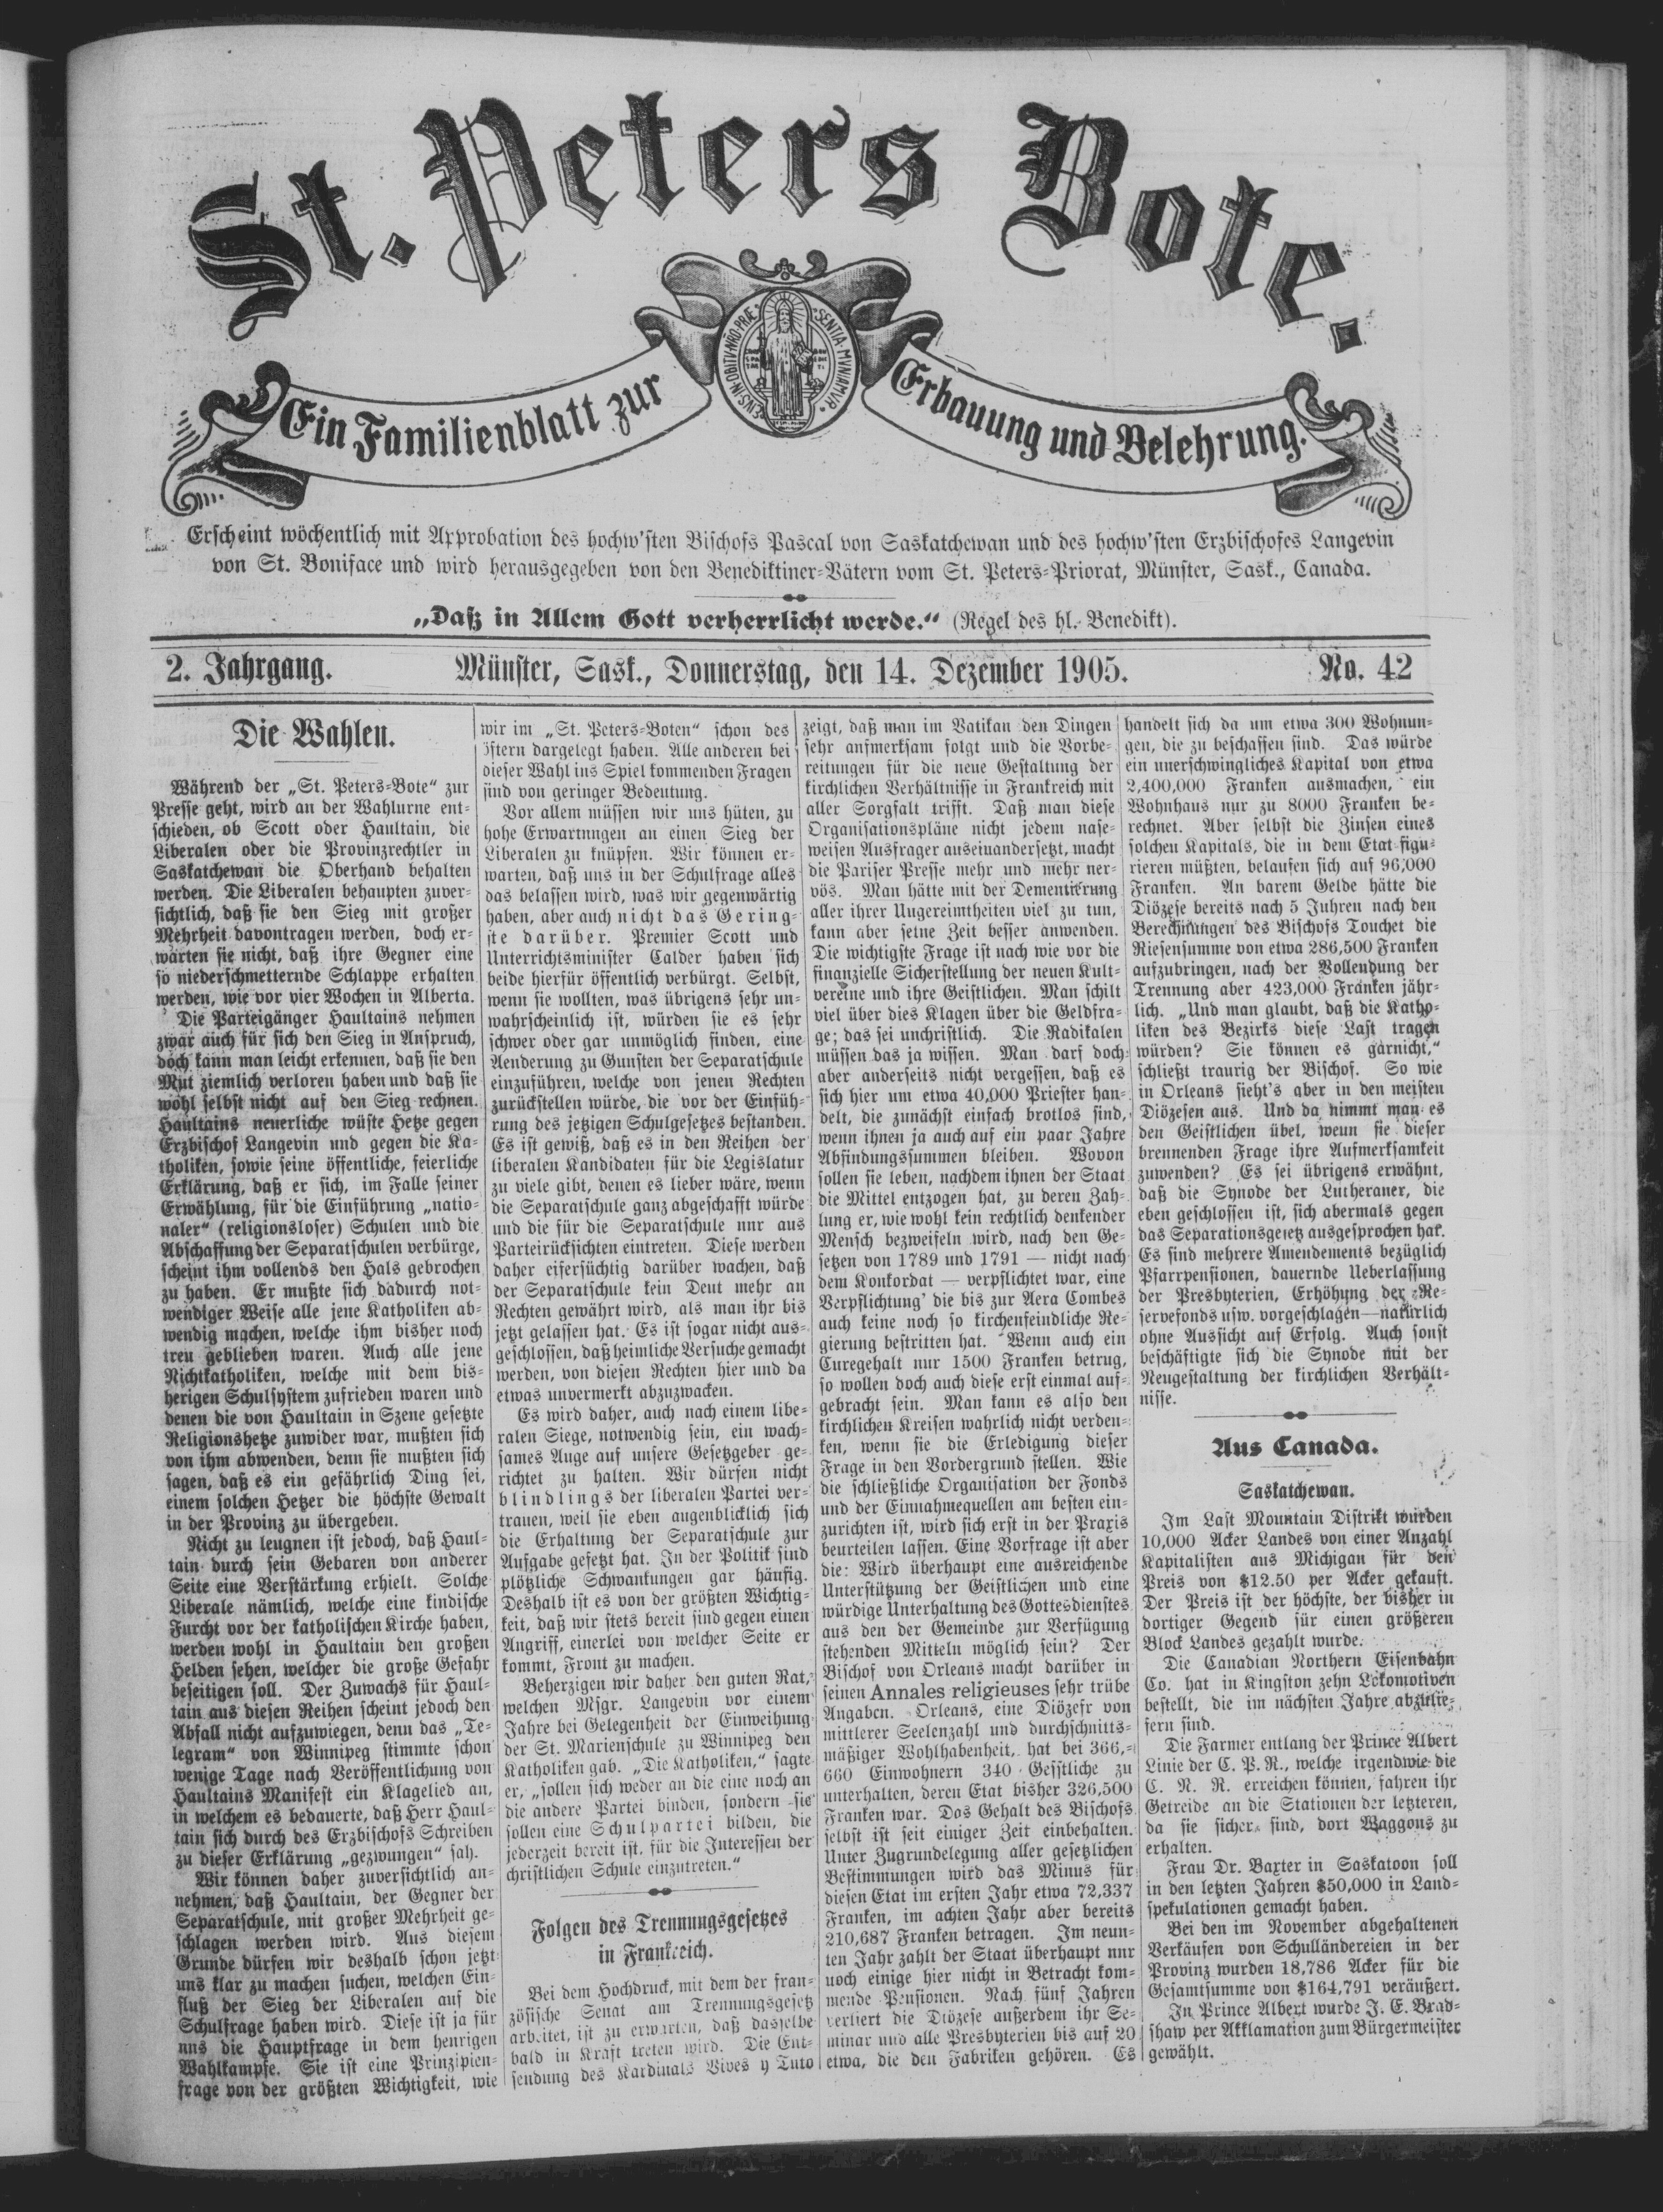 St. Peters Bote.
Ein Familienblatt zur Erbauung und Belehrung.
Erscheint wöchentlich mit Approbation des hochw'sten Bischofs Pascal von Saskatchewan und des hochw'sten Erzbischofes Langevin
von St. Boniface und wird herausgegeben von den Benediktiner-Vätern vom St. Peters-Priorat, Münster, Sask., Canada.
„Daß in Allem Gott verherrlicht werde." (Regel des hl. Benedikt).
2. Jahrgang. Münster, Sask., Donnerstag, den 14. Dezember 1905. No. 42
Die Wahlen.
Während der „St. Peters-Bote" zur
Presse geht, wird an der Wahlurne ent-
schieden, ob Scott oder Haultain, die
Liberalen oder die Provinzrechtler in
Saskatchewan die Oberhand behalten
werden. Die Liberalen behaupten zuver-
sichtlich, daß sie den Sieg mit großer
Mehrheit davontragen werden, doch er-
warten sie nicht, daß ihre Gegner eine
so niederschmetternde Schlappe erhalten
werden, wie vor vier Wochen in Alberta.
Die Parteigänger Haultains nehmen
zwar auch für sich den Sieg in Anspruch,
doch kann man leicht erkennen, daß sie den
Mut ziemlich verloren haben und daß sie
wohl selbst nicht auf den Sieg rechnen.
Haultains neuerliche wüste Hetze gegen
Erzbischof Langevin und gegen die Ka-
tholiken, sowie seine öffentliche, feierliche
Erklärung, daß er sich, im Falle seiner
Erwählung, für die Einführung „natio-
naler" (religionsloser) Schulen und die
Abschaffung der Separatschulen verbürge,
scheint ihm vollends den Hals gebrochen
zu haben. Er mußte sich dadurch not-
wendiger Weise alle jene Katholiken ab-
wendig machen, welche ihm bisher noch
treu geblieben waren. Auch alle jene
Nichtkatholiken, welche mit dem bis-
herigen Schulsystem zufrieden waren und
denen die von Haultain in Szene gesetzte
Religionshetze zuwider war, mußten sich
von ihm abwenden, denn sie mußten sich
sagen, daß es ein gefährlich Ding sei,
einem solchen Hetzer die höchste Gewalt
in der Provinz zu übergeben.
Nicht zu leugnen ist jedoch, daß Haul-
tain durch sein Gebaren von anderer
Seite eine Verstärkung erhielt. Solche
Liberale nämlich, welche eine kindische
Furcht vor der katholischen Kirche haben,
werden wohl in Haultain den großen
Helden sehen, welcher die große Gefahr
beseitigen soll. Der Zuwachs für Haul-
tain aus diesen Reihen scheint jedoch den
Abfall nicht aufzuwiegen, denn das „Te-
legram" von Winnipeg stimmte schon
wenige Tage nach Veröffentlichung von
Haultains Manifest ein Klagelied an,
in welchem es bedauerte, daß Herr Haul-
tain sich durch des Erzbischofs Schreiben
zu dieser Erklärung „gezwungen" sah.
Wir können daher zuversichtlich an-
nehmen, daß Haultain, der Gegner der
Separatschule, mit großer Mehrheit ge-
schlagen werden wird. Aus diesem
Grunde dürfen wir deshalb schon jetzt
uns klar zu machen suchen, welchen Ein-
fluß der Sieg der Liberalen auf die
Schulfrage haben wird. Diese ist ja für
uns die Hauptfrage in dem heurigen
Wahlkampfe. Sie ist eine Prinzipien-
frage von der größten Wichtigkeit, wie
wir im „St. Peters-Boten" schon des
öftern dargelegt haben. Alle anderen bei
dieser Wahl ins Spiel kommenden Fragen
sind von geringer Bedeutung.
Vor allem müssen wir uns hüten, zu
hohe Erwartungen an einen Sieg der
Liberalen zu knüpfen. Wir können er-
warten, daß uns in der Schulfrage alles
das belassen wird, was wir gegenwärtig
haben, aber auch nicht das Gering-
ste darüber. Premier Scott und
Unterrichtsminister Calder haben sich
beide hierfür öffentlich verbürgt. Selbst,
wenn sie wollten, was übrigens sehr un-
wahrscheinlich ist, würden sie es sehr
schwer oder gar unmöglich finden, eine
Aenderung zu Gunsten der Separatschule
einzuführen, welche von jenen Rechten
zurückstellen würde, die vor der Einfüh-
rung des jetzigen Schulgesetzes bestanden.
Es ist gewiß, daß es in den Reihen der
liberalen Kandidaten für die Legislatur
zu viele gibt, denen es lieber wäre, wenn
die Separatschule ganz abgeschafft würde
und die für die Separatschule nur aus
Parteirücksichten eintreten. Diese werden
daher eifersüchtig darüber wachen, daß
der Separatschule kein Deut mehr an
Rechten gewährt wird, als man ihr bis
jetzt gelassen hat. Es ist sogar nicht aus-
geschlossen, daß heimliche Versuche gemacht
werden, von diesen Rechten hier und da
etwas unvermerkt abzuzwacken.
Es wird daher, auch nach einem libe-
ralen Siege, notwendig sein, ein wach-
sames Auge auf unsere Gesetzgeber ge-
richtet zu halten. Wir dürfen nicht
blindlings der liberalen Partei ver-
trauen, weil sie eben augenblicklich sich
die Erhaltung der Separatschule zur
Aufgabe gesetzt hat. In der Politik sind
plötzliche Schwankungen gar häufig.
Deshalb ist es von der größten Wichtig-
keit, daß wir stets bereit sind gegen einen
Angriff, einerlei von welcher Seite er
kommt, Front zu machen.
Beherzigen wir daher den guten Rat,
welchen Msgr. Langevin vor einem
Jahre bei Gelegenheit der Einweihung
der St. Marienschule zu Winnipeg den
Katholiken gab. „Die Katholiken," sagte
er, „sollen sich weder an die eine noch an
die andere Partei binden, sondern sie
sollen eine Schulpartei bilden, die
jederzeit bereit ist, für die Interessen der
christlichen Schule einzutreten."
Folgen des Trennungsgesetzes
in Frankreich.
Bei dem Hochdruck, mit dem der fran-
zösische Senat am Trennungsgesetz
arbeitet, ist zu erwarten, daß dasselbe
bald in Kraft treten wird. Die Ent-
sendung des Kardinals Vives y Tuto
zeigt, daß man im Vatikan den Dingen
sehr aufmerksam folgt und die Vorbe-
reitungen für die neue Gestaltung der
kirchlichen Verhältnisse in Frankreich mit
aller Sorgfalt trifft. Daß man diese
Organisationspläne nicht jedem nase-
weisen Ausfrager auseinandersetzt, macht
die Pariser Presse mehr und mehr ner-
vös. Man hätte mit der Dementierung
aller ihrer Ungereimtheiten viel zu tun,
kann aber seine Zeit besser anwenden.
Die wichtigste Frage ist nach wie vor die
finanzielle Sicherstellung der neuen Kult-
vereine und ihre Geistlichen. Man schilt
viel über dies Klagen über die Geldfra-
ge; das sei unchristlich. Die Radikalen
müssen das ja wissen. Man darf doch
aber anderseits nicht vergessen, daß es
sich hier um etwa 40,000 Priester han-
delt, die zunächst einfach brotlos sind,
wenn ihnen ja auch auf ein paar Jahre
Abfindungssummen bleiben. Wovon
sollen sie leben, nachdem ihnen der Staat
die Mittel entzogen hat, zu deren Zah-
lung er, wie wohl kein rechtlich denkender
Mensch bezweifeln wird, nach den Ge-
setzen von 1789 und 1791 — nicht nach
dem Konkordat — verpflichtet war, eine
Verpflichtung' die bis zur Aera Combes
auch keine noch so kirchenfeindliche Re-
gierung bestritten hat. Wenn auch ein
Curegehalt nur 1500 Franken betrug,
so wollen doch auch diese erst einmal auf-
gebracht sein. Man kann es also den
kirchlichen Kreisen wahrlich nicht verden-
ken, wenn sie die Erledigung dieser
Frage in den Vordergrund stellen. Wie
die schließliche Organisation der Fonds
und der Einnahmequellen am besten ein-
zurichten ist, wird sich erst in der Praxis
beurteilen lassen. Eine Vorfrage ist aber
die: Wird überhaupt eine ausreichende
Unterstützung der Geistlichen und eine
würdige Unterhaltung des Gottesdienstes
aus den der Gemeinde zur Verfügung
stehenden Mitteln möglich sein? Der
Bischof von Orleans macht darüber in
seinen Annales religieuses sehr trübe
Angaben. Orleans, eine Diözesr von
mittlerer Seelenzahl und durchschnitts-
mäßiger Wohlhabenheit, hat bei 366,-
660 Einwohnern 340 Gesstliche zu
unterhalten, deren Etat bisher 326,500
Franken war. Das Gehalt des Bischofs
selbst ist seit einiger Zeit einbehalten.
Unter Zugrundelegung aller gesetzlichen
Bestimmungen wird das Minus für
diesen Etat im ersten Jahr etwa 72,337
Franken, im achten Jahr aber bereits
210,687 Franken betragen. Im neun-
ten Jahr zahlt der Staat überhaupt nur
noch einige hier nicht in Betracht kom-
mende Pensionen. Nach fünf Jahren
verliert die Diözese außerdem ihr Se-
minar und alle Presbyterien bis auf 20
etwa, die den Fabriken gehören. Es
handelt sich da um etwa 300 Wohnun-
gen, die zu beschaffen sind. Das würde
ein unerschwingliches Kapital von etwa
2,400,000 Franken ausmachen, ein
Wohnhaus nur zu 8000 Franken be-
rechnet. Aber selbst die Zinsen eines
solchen Kapitals, die in dem Etat figu-
rieren müßten, belaufen sich auf 96,000
Franken. An barem Gelde hätte die
Diözese bereits nach 5 Juhren nach den
Berechnungen des Bischofs Touchet die
Riesensumme von etwa 286,500 Franken
aufzubringen, nach der Vollendung der
Trennung aber 423,000 Franken jähr-
lich. „Und man glaubt, daß die Katho-
liken des Bezirks diese Last tragen
würden? Sie können es garnicht,"
schließt traurig der Bischof. So wie
in Orleans sieht's aber in den meisten
Diözesen aus. Und da nimmt man es
den Geistlichen übel, wenn sie dieser
brennenden Frage ihre Aufmerksamkeit
zuwenden? Es sei übrigens erwähnt,
daß die Synode der Lutheraner, die
eben geschlossen ist, sich abermals gegen
das Separationsgesetz ausgesprochen hat.
Es sind mehrere Amendements bezüglich
Pfarrpensionen, dauernde Ueberlassung
der Presbyterien, Erhöhung der Re-
servefonds usw. vorgeschlagen—natürlich
ohne Aussicht auf Erfolg. Auch sonst
beschäftigte sich die Synode mit der
Neugestaltung der kirchlichen Verhält-
nisse.
Aus Canada.
Saskatchewan.
Im Last Mountain Distrikt wurden
10,000 Acker Landes von einer Anzahl
Kapitalisten aus Michigan für den
Preis von $12.50 per Acker gekauft.
Der Preis ist der höchste, der bisher in
dortiger Gegend für einen größeren
Block Landes gezahlt wurde.
Die Canadian Northern Eisenbahn
Co. hat in Kingston zehn Lokomotiven
bestellt, die im nächsten Jahre abzulie-
fern sind.
Die Farmer entlang der Prince Albert
Linie der C. P. R., welche irgendwie die
C. N. R. erreichen können, fahren ihr
Getreide an die Stationen der letzteren,
da sie sicher sind, dort Waggons zu
erhalten.
Frau Dr. Baxter in Saskatoon soll
in den letzten Jahren $50,000 in Land-
spekulationen gemacht haben.
Bei den im November abgehaltenen
Verkäufen von Schulländereien in der
Provinz wurden 18,786 Acker für die
Gesamtsumme von $164,791 veräußert.
In Prince Albert wurde J. E. Brad-
shaw per Akklamation zum Bürgermeister
gewählt.